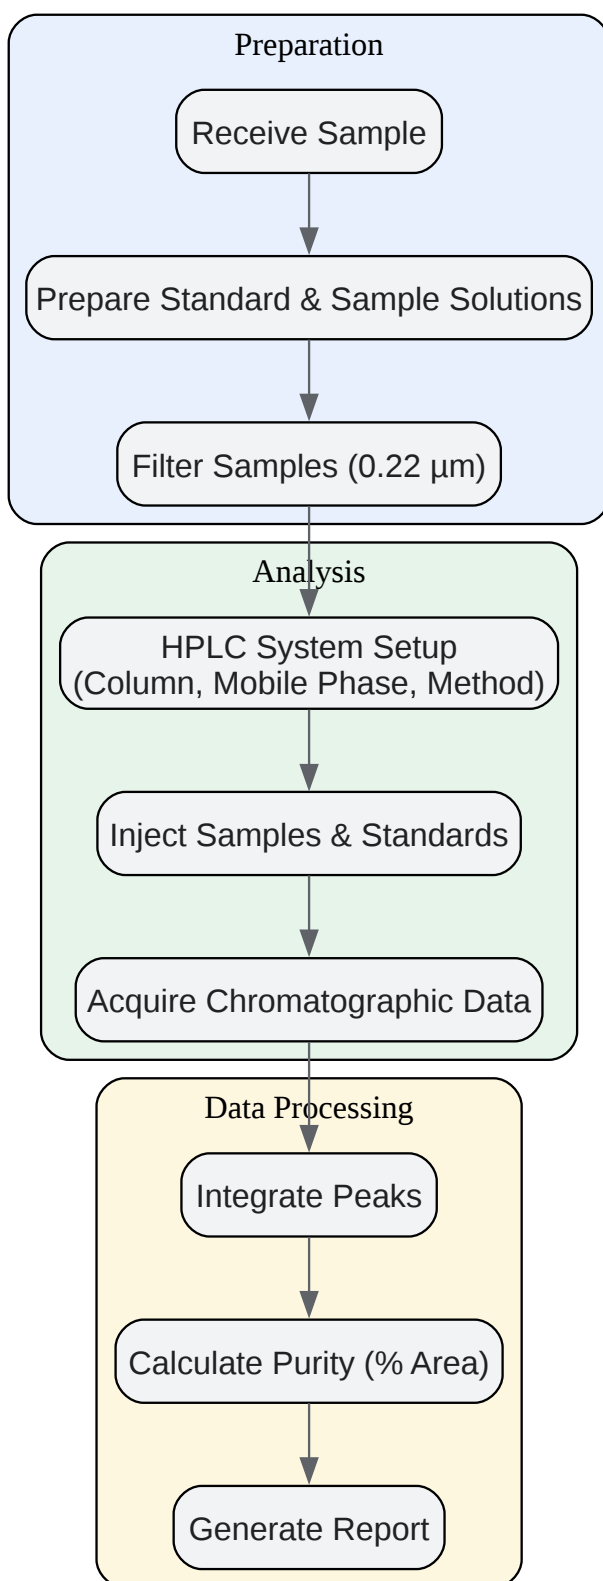 Preparation
Receive Sample
Prepare Standard & Sample Solutions
Filter Samples (0.22 µm)
Analysis
HPLC System Setup
(Column, Mobile Phase, Method)
Inject Samples & Standards
Acquire Chromatographic Data
Data Processing
Integrate Peaks
Calculate Purity (% Area)
Generate Report